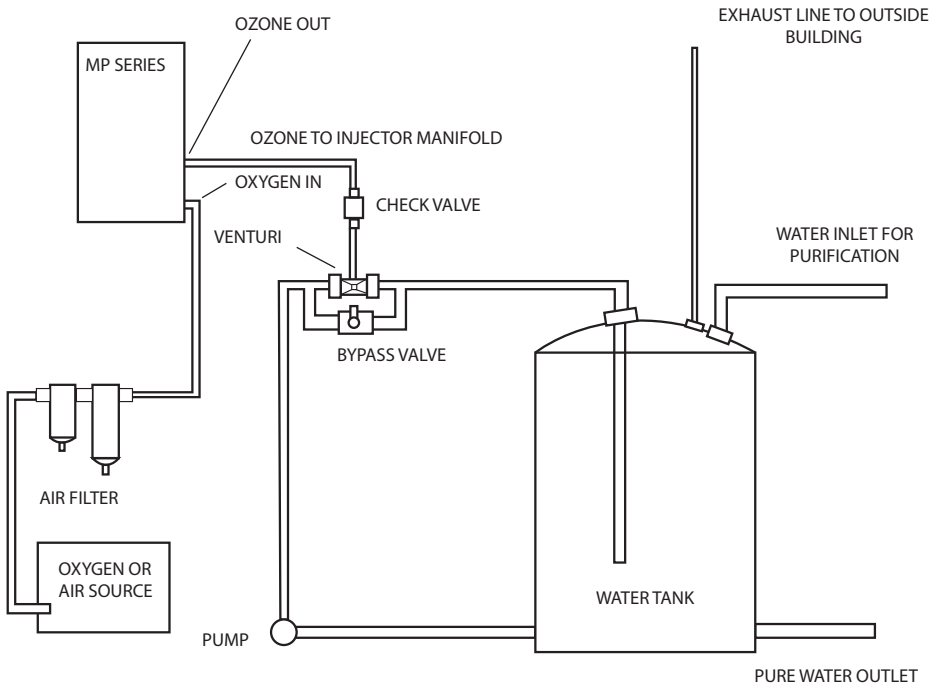 EXHAUST LINE TO OUTSIDE
BUILDING
OZONE OUT
MP SERIES
OZONE TO INJECTOR MANIFOLD
OXYGEN IN
CHECK VALVE
VENTURI
WATER INLET FOR
PURIFICATION
BYPASS VALVE
AIR FILTER
OXYGEN OR
AIR SOURCE
WATER TANK
PUMP
PURE WATER OUTLET